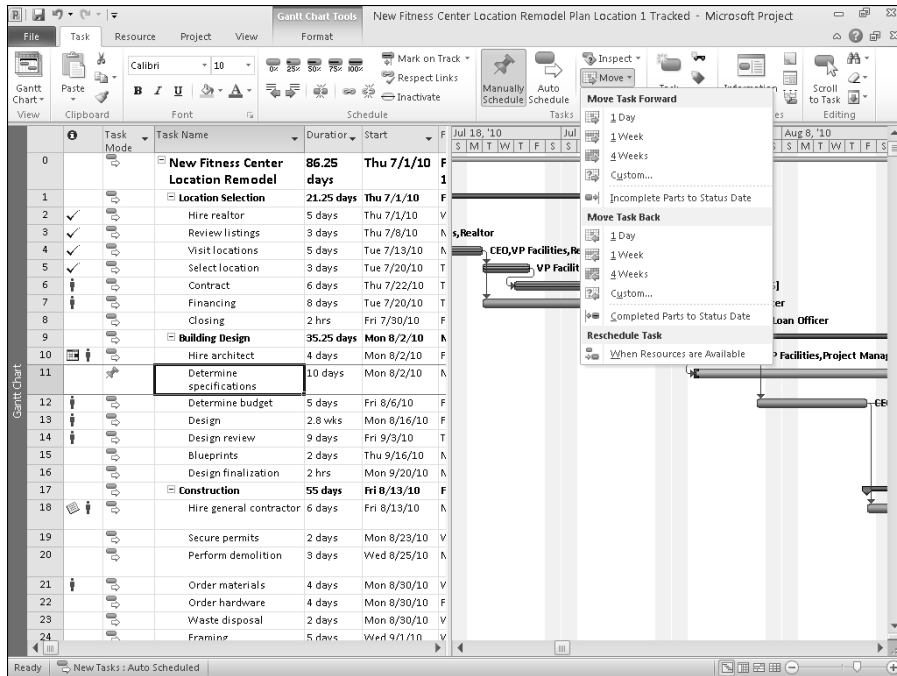 Gantt Chart Tools New Fitness Center Location Remodel Plan Location 1 Tracked - Microsoft Project
File Task Resource Project View Format
Calibri 10 0% 25% 50% 75% 100% Mark on Track Inspect
Respect Links Move
Gantt Chart Paste B I U A Inactivate Manually Schedule Auto Schedule Scroll to Task
View Clipboard Font Schedule Tasks Editing
Move Task Forward
1 Day
1 Week
4 Weeks
Custom...
Incomplete Parts to Status Date
Move Task Back
1 Day
1 Week
4 Weeks
Custom...
Completed Parts to Status Date
Reschedule Task
When Resources are Available
Task Mode Task Name Duration Start F Jul 18, '10 Jul Aug 8, '10
S M T W T F S S S S M T W T F S
0 New Fitness Center Location Remodel 86.25 days Thu 7/1/10 F 1
1 Location Selection 21.25 days Thu 7/1/10 F
2 Hire realtor 5 days Thu 7/1/10 V
3 Review listings 3 days Thu 7/8/10 N s,Realtor
4 Visit locations 5 days Tue 7/13/10 N CEO,VP Facilities,Re
5 Select location 3 days Tue 7/20/10 T VP Facilit
6 Contract 6 days Thu 7/22/10 T
7 Financing 8 days Tue 7/20/10 T er
8 Closing 2 hrs Fri 7/30/10 F Loan Officer
9 Building Design 35.25 days Mon 8/2/10 N
10 Hire architect 4 days Mon 8/2/10 F P Facilities,Project Manag
11 Determine specifications 10 days Mon 8/2/10 N
12 Determine budget 5 days Fri 8/6/10 F CEO
13 Design 2.8 wks Mon 8/16/10 F
14 Design review 9 days Fri 9/3/10 T
15 Blueprints 2 days Thu 9/16/10 N
16 Design finalization 2 hrs Mon 9/20/10 N
17 Construction 55 days Fri 8/13/10 F
18 Hire general contractor 6 days Fri 8/13/10 N
19 Secure permits 2 days Mon 8/23/10 V
20 Perform demolition 3 days Wed 8/25/10 N
21 Order materials 4 days Mon 8/30/10 V
22 Order hardware 4 days Mon 8/30/10 F
23 Waste disposal 2 days Mon 8/30/10 V
24 Framing 5 days Wed 9/1/10 V
Gantt Chart
Ready New Tasks : Auto Scheduled